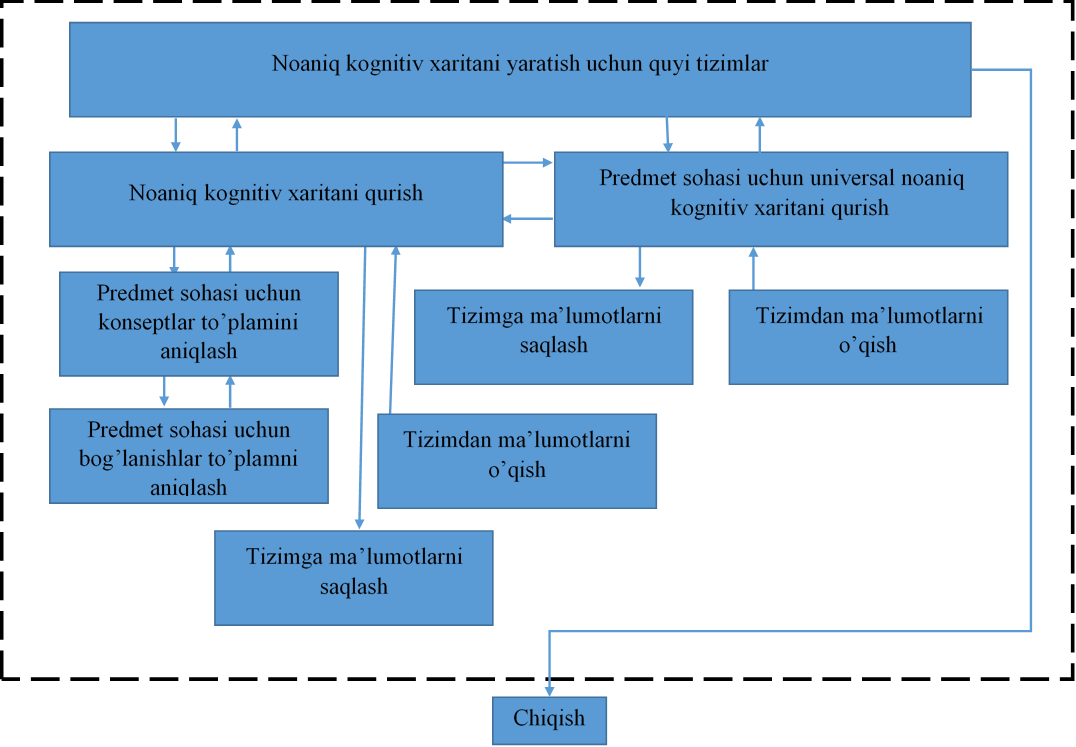 Noaniq kognitiv xaritani yaratish uchun quyi tizimlar
Noaniq kognitiv xaritani qurish
Predmet sohasi uchun universal noaniq
kognitiv xaritani qurish
Predmet sohasi uchun
konseptlar to’plamini
aniqlash
Tizimga ma’lumotlarni
saqlash
Tizimdan ma’lumotlarni
o’qish
Predmet sohasi uchun
bog’lanishlar to’plamni
aniqlash
Tizimdan ma’lumotlarni
o’qish
Tizimga ma’lumotlarni
saqlash
Chiqish